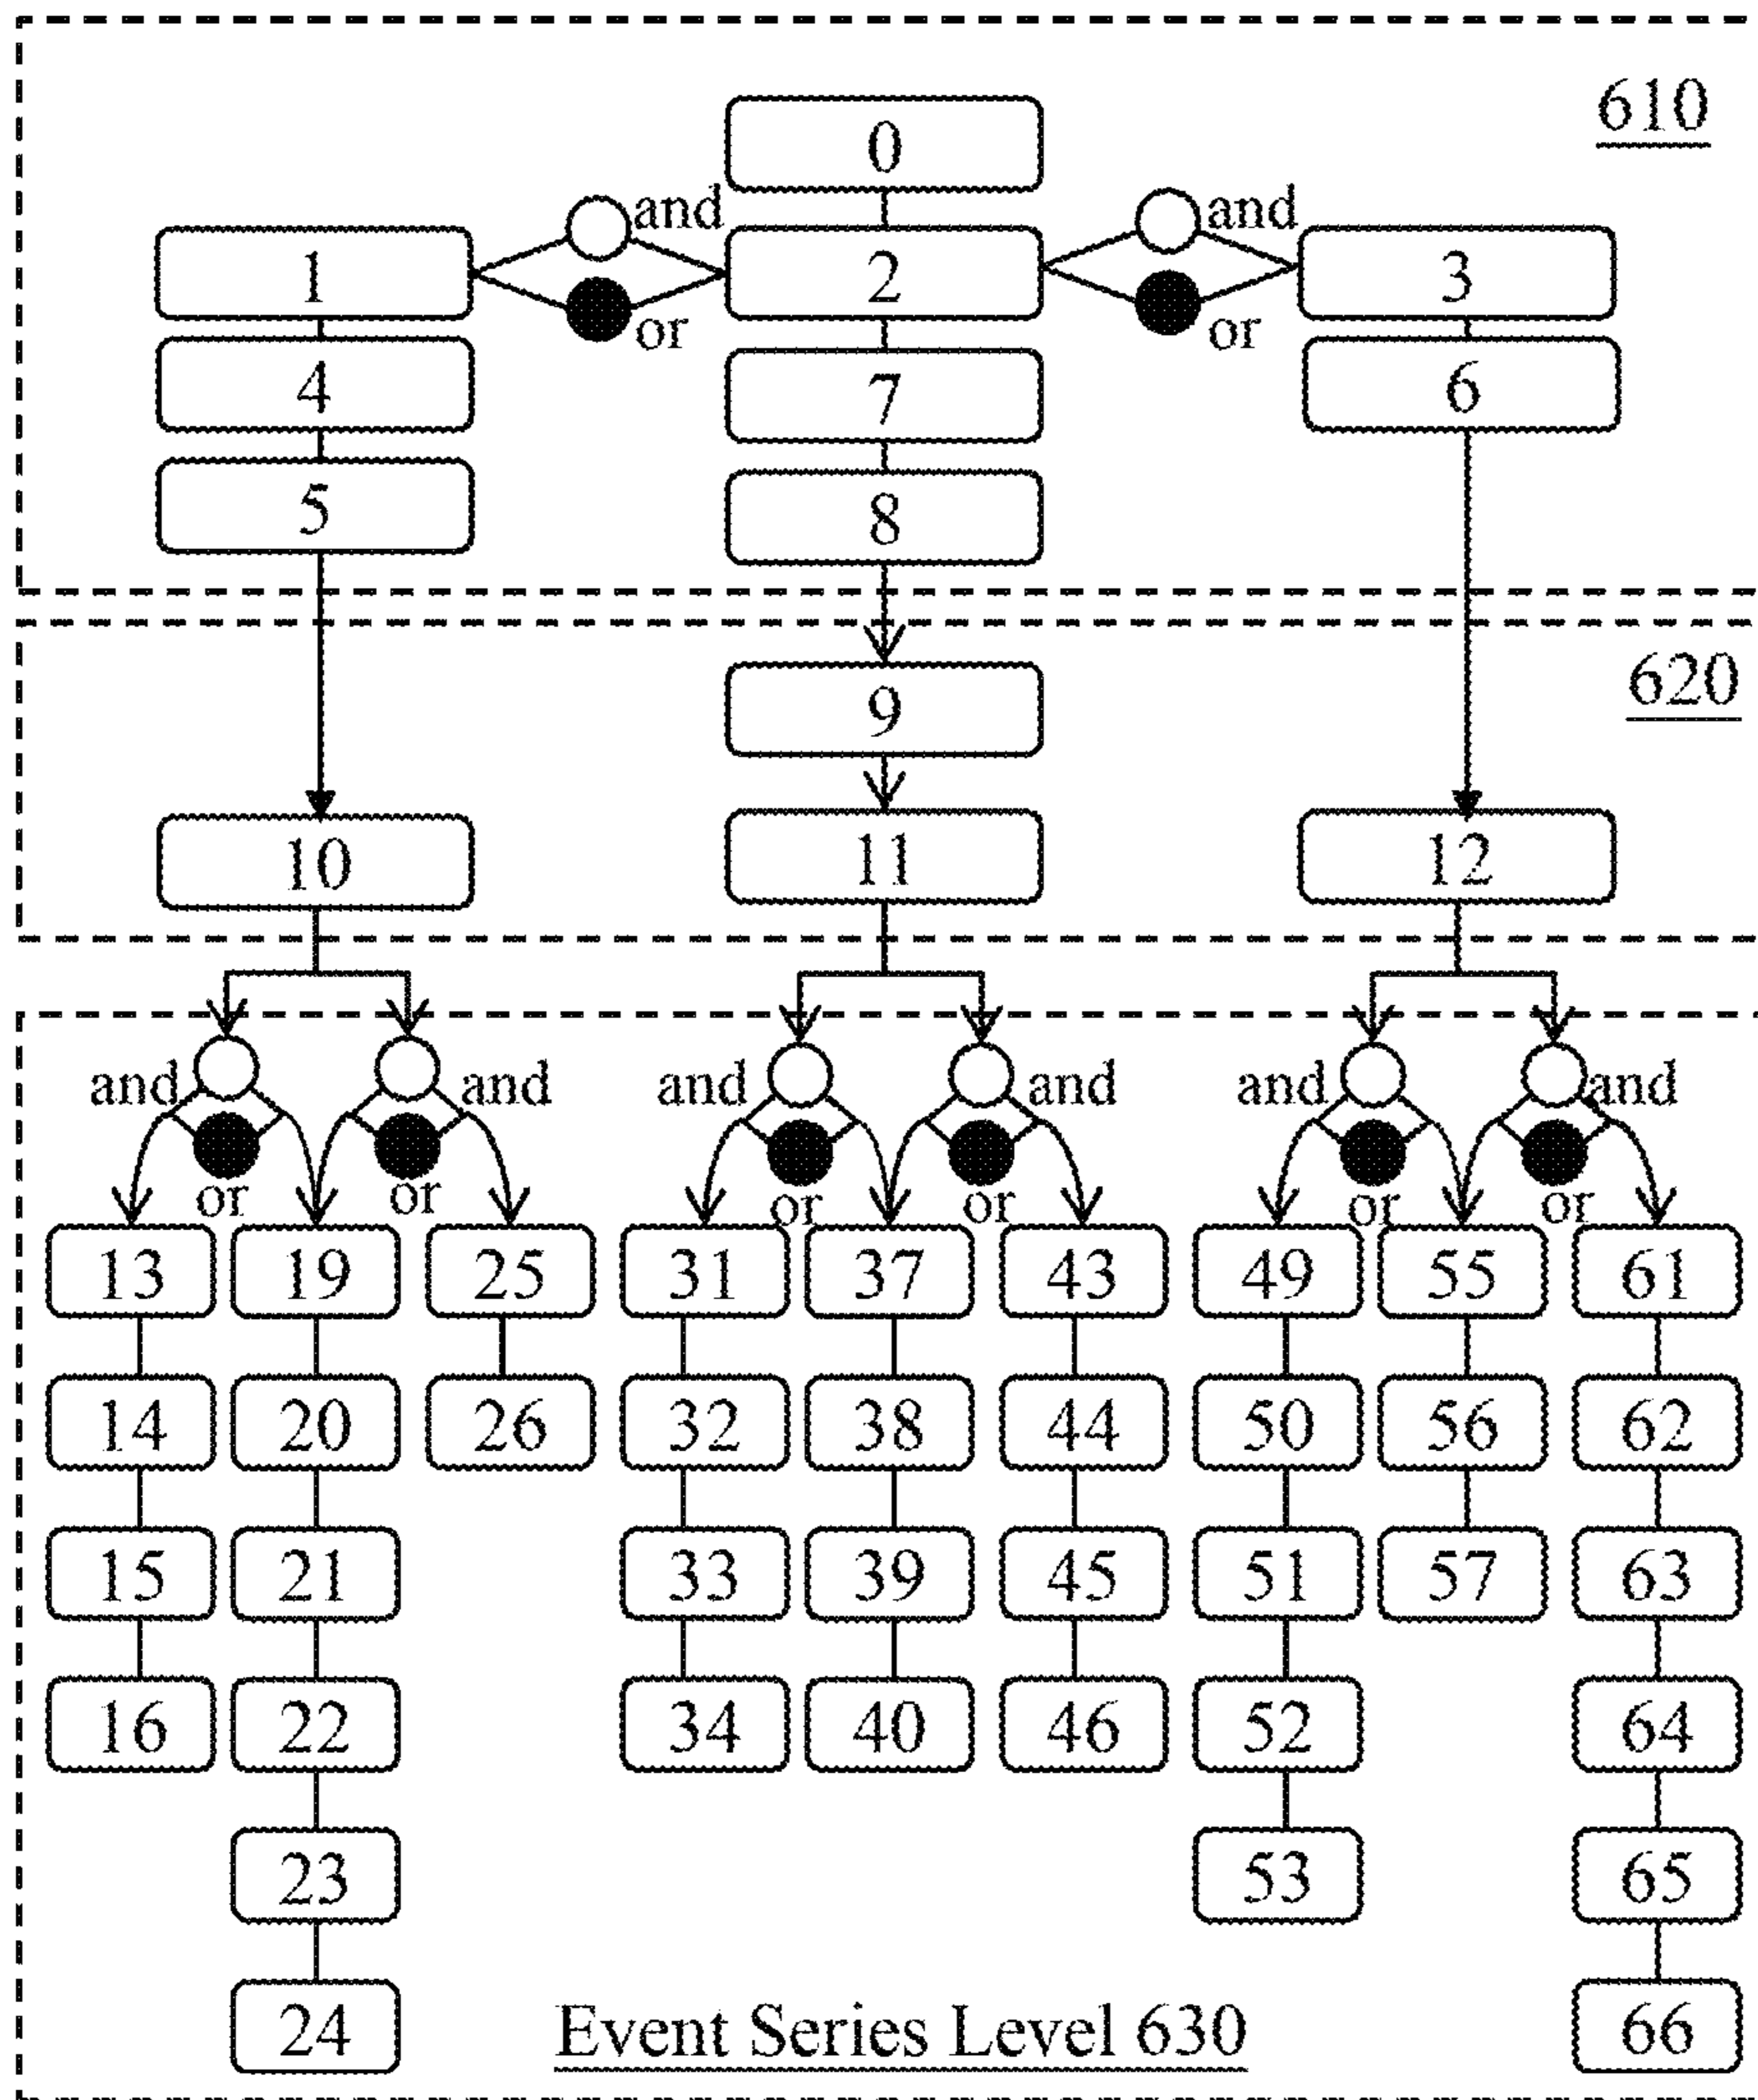 610
0
and and
1 2 3
or or
4 7 6
5 8
620
9
10 11 12
and and and and and and
or or or or or or
13 19 25 31 37 43 49 55 61
14 20 26 32 38 44 50 56 62
15 21 33 39 45 51 57 63
16 22 34 40 46 52 64
23 53 65
24 Event Series Level 630 66